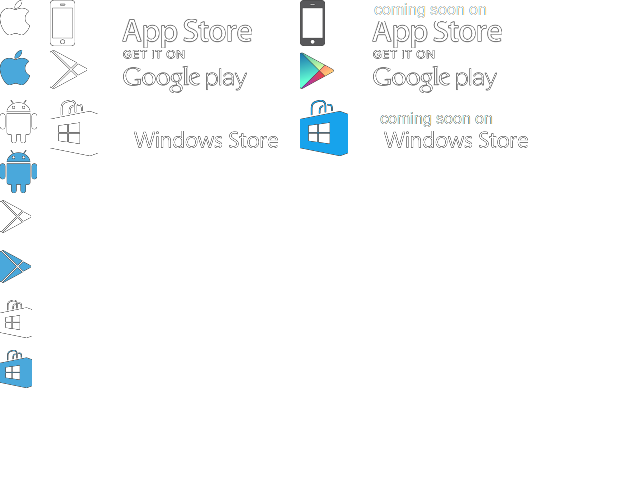 App Store
GET IT ON
Google play
Windows Store
coming soon on
App Store
GET IT ON
Google play
coming soon on
Windows Store